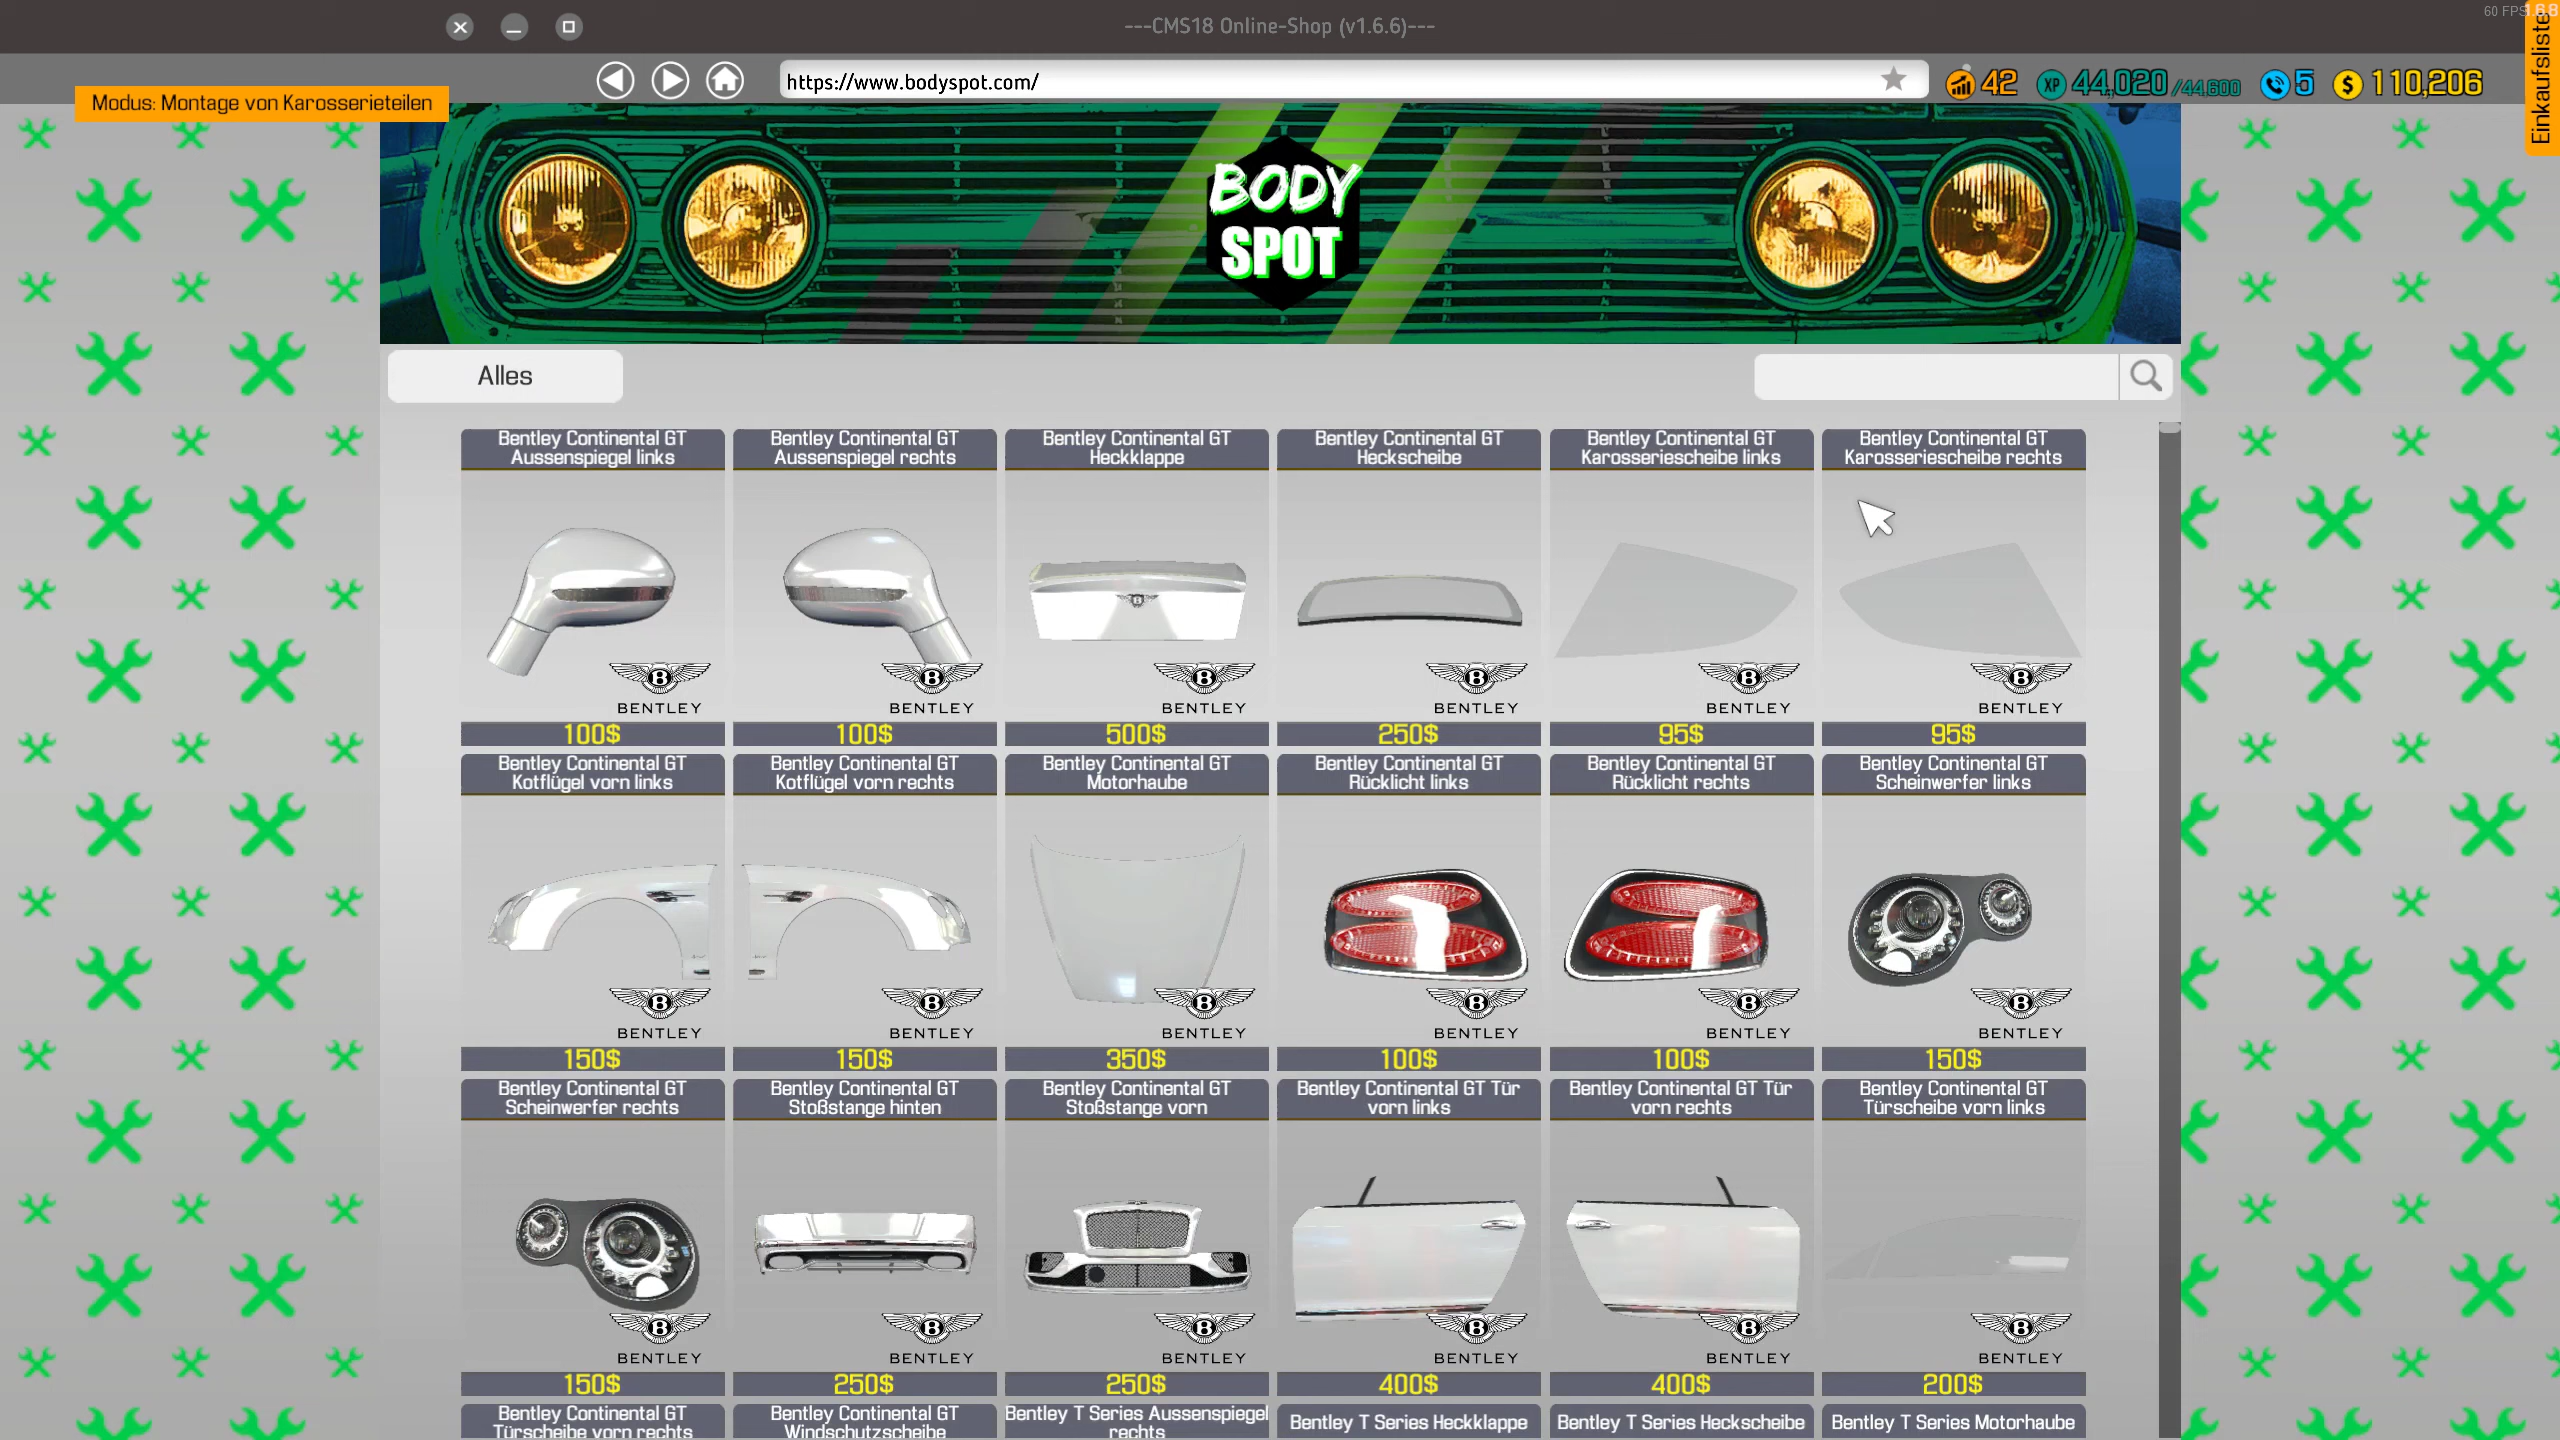 ---CMS18 Online-Shop (v1.6.6)---
60 FPS
1.6.8
https://www.bodyspot.com/
42
XP 44,020/44,600
5
$ 110,206
Einkaufsliste
Modus: Montage von Karosserieteilen
BODY
SPOT
Alles
Bentley Continental GT
Aussenspiegel links
BENTLEY
100$
Bentley Continental GT
Aussenspiegel rechts
BENTLEY
100$
Bentley Continental GT
Heckklappe
BENTLEY
500$
Bentley Continental GT
Heckscheibe
BENTLEY
250$
Bentley Continental GT
Karosseriescheibe links
BENTLEY
95$
Bentley Continental GT
Karosseriescheibe rechts
BENTLEY
95$
Bentley Continental GT
Kotflügel vorn links
BENTLEY
150$
Bentley Continental GT
Kotflügel vorn rechts
BENTLEY
150$
Bentley Continental GT
Motorhaube
BENTLEY
350$
Bentley Continental GT
Rücklicht links
BENTLEY
100$
Bentley Continental GT
Rücklicht rechts
BENTLEY
100$
Bentley Continental GT
Scheinwerfer links
BENTLEY
150$
Bentley Continental GT
Scheinwerfer rechts
BENTLEY
150$
Bentley Continental GT
Stoßstange hinten
BENTLEY
250$
Bentley Continental GT
Stoßstange vorn
BENTLEY
250$
Bentley Continental GT Tür
vorn links
BENTLEY
400$
Bentley Continental GT Tür
vorn rechts
BENTLEY
400$
Bentley Continental GT
Türscheibe vorn links
BENTLEY
200$
Bentley Continental GT
Türscheibe vorn rechts
Bentley Continental GT
Windschutzscheibe
Bentley T Series Aussenspiegel
rechts
Bentley T Series Heckklappe
Bentley T Series Heckscheibe
Bentley T Series Motorhaube